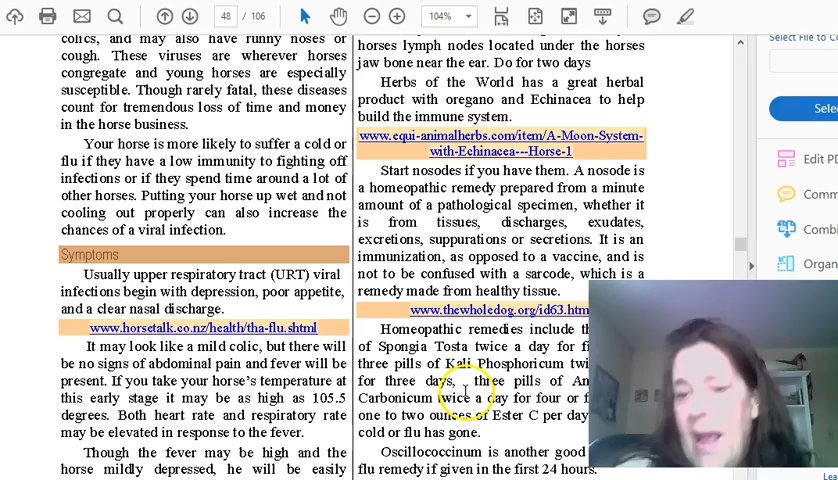 48 / 106
104%
colics, and may also have runny noses or
cough. These viruses are wherever horses
congregate and young horses are especially
susceptible. Though rarely fatal, these diseases
count for tremendous loss of time and money
in the horse business.
Your horse is more likely to suffer a cold or
flu if they have a low immunity to fighting off
infections or if they spend time around a lot of
other horses. Putting your horse up wet and not
cooling out properly can also increase the
chances of a viral infection.
Symptoms
Usually upper respiratory tract (URT) viral
infections begin with depression, poor appetite,
and a clear nasal discharge.
www.horsetalk.co.nz/health/tha-flu.shtml
It may look like a mild colic, but there will
be no signs of abdominal pain and fever will be
present. If you take your horse's temperature at
this early stage it may be as high as 105.5
degrees. Both heart rate and respiratory rate
may be elevated in response to the fever.
Though the fever may be high and the
horse mildly depressed, he will be easily
horses lymph nodes located under the horses
jaw bone near the ear. Do for two days
Herbs of the World has a great herbal
product with oregano and Echinacea to help
build the immune system.
www.equi-animalherbs.com/item/A-Moon-System-
with-Echinacea---Horse-1
Start nosodes if you have them. A nosode is
a homeopathic remedy prepared from a minute
amount of a pathological specimen, whether it
is from tissues, discharges, exudates,
excretions, suppurations or secretions. It is an
immunization, as opposed to a vaccine, and is
not to be confused with a sarcode, which is a
remedy made from healthy tissue.
www.thewholedog.org/id63.htm
Homeopathic remedies include th
of Spongia Tosta twice a day for fi
three pills of Kali Phosphoricum twi
for three days, three pills of An
Carbonicum twice a day for four or f
one to two ounces of Ester C per day
cold or flu has gone.
Oscillococcinum is another good
flu remedy if given in the first 24 hours.
Select File to Co
Selec
Edit PD
Comm
Combi
Organ
Lea